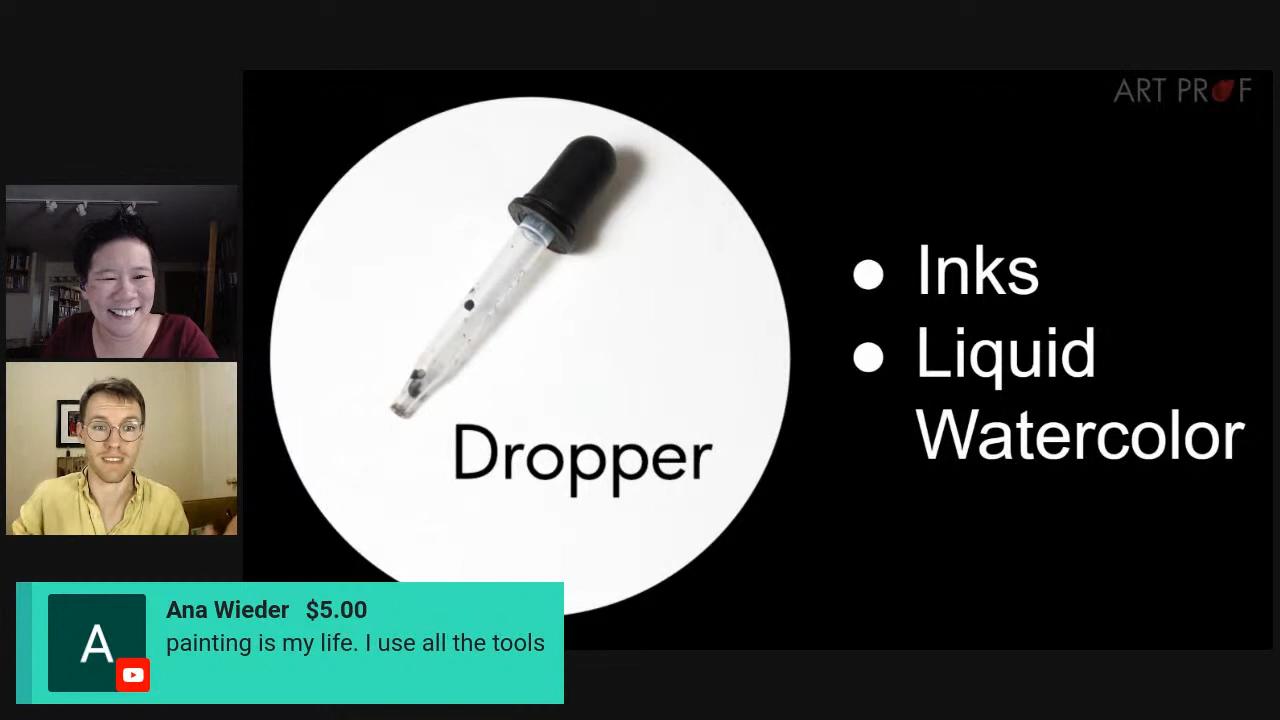 ART PROF
Dropper
Inks
Liquid
Watercolor
A
Ana Wieder $5.00
painting is my life. I use all the tools